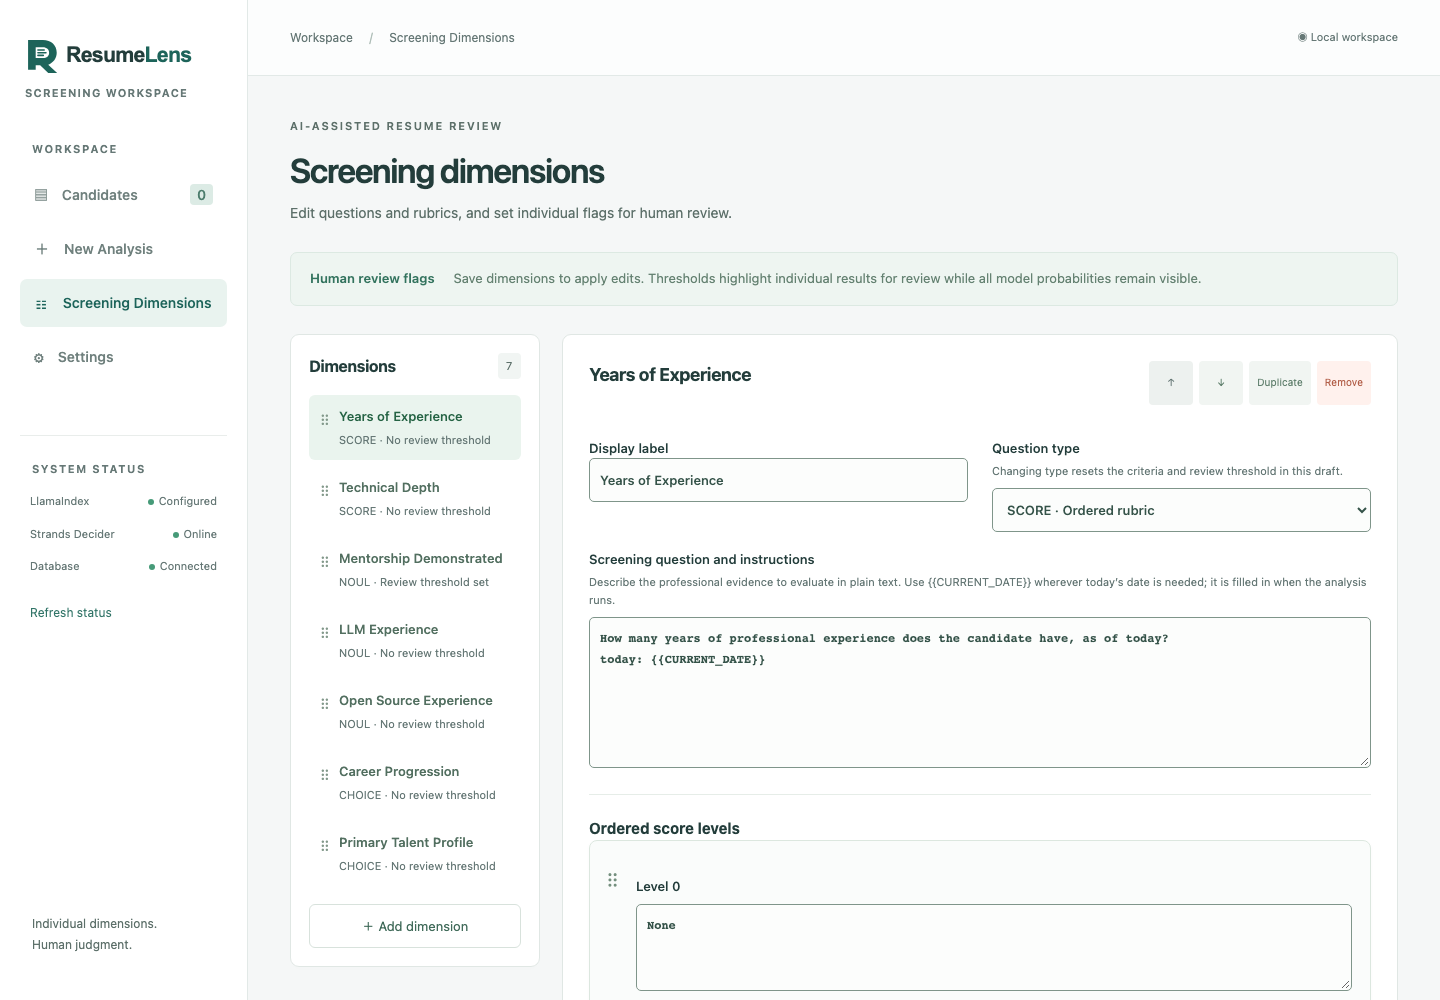 ResumeLens
SCREENING WORKSPACE
WORKSPACE
Candidates 0
+ New Analysis
Screening Dimensions
Settings
SYSTEM STATUS
LlamaIndex Configured
Strands Decider Online
Database Connected
Refresh status
Individual dimensions.
Human judgment.
Workspace / Screening Dimensions
Local workspace
AI-ASSISTED RESUME REVIEW
Screening dimensions
Edit questions and rubrics, and set individual flags for human review.
Human review flags Save dimensions to apply edits. Thresholds highlight individual results for review while all model probabilities remain visible.
Dimensions 7
Years of Experience
SCORE · No review threshold
Technical Depth
SCORE · No review threshold
Mentorship Demonstrated
NOUL · Review threshold set
LLM Experience
NOUL · No review threshold
Open Source Experience
NOUL · No review threshold
Career Progression
CHOICE · No review threshold
Primary Talent Profile
CHOICE · No review threshold
+ Add dimension
Years of Experience
↑ ↓ Duplicate Remove
Display label
Years of Experience
Question type
Changing type resets the criteria and review threshold in this draft.
SCORE · Ordered rubric
Screening question and instructions
Describe the professional evidence to evaluate in plain text. Use {{CURRENT_DATE}} wherever today's date is needed; it is filled in when the analysis
runs.
How many years of professional experience does the candidate have, as of today?
today: {{CURRENT_DATE}}
Ordered score levels
Level 0
None